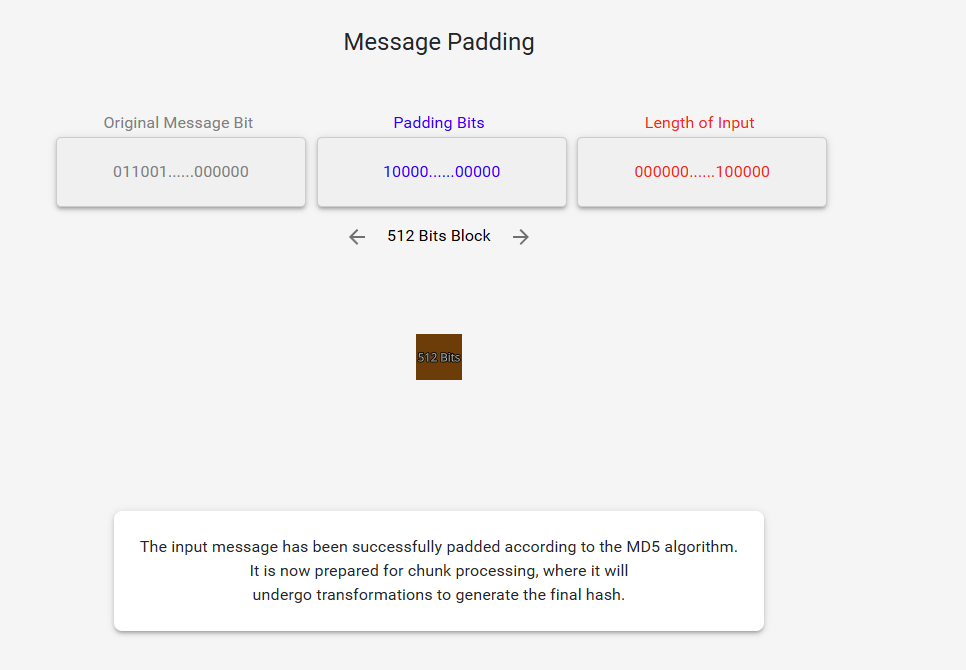 Message Padding
Original Message Bit
Padding Bits
Length of Input
011001......000000
10000......00000
000000......100000
512 Bits Block
512 Bits
The input message has been successfully padded according to the MD5 algorithm.
It is now prepared for chunk processing, where it will
undergo transformations to generate the final hash.